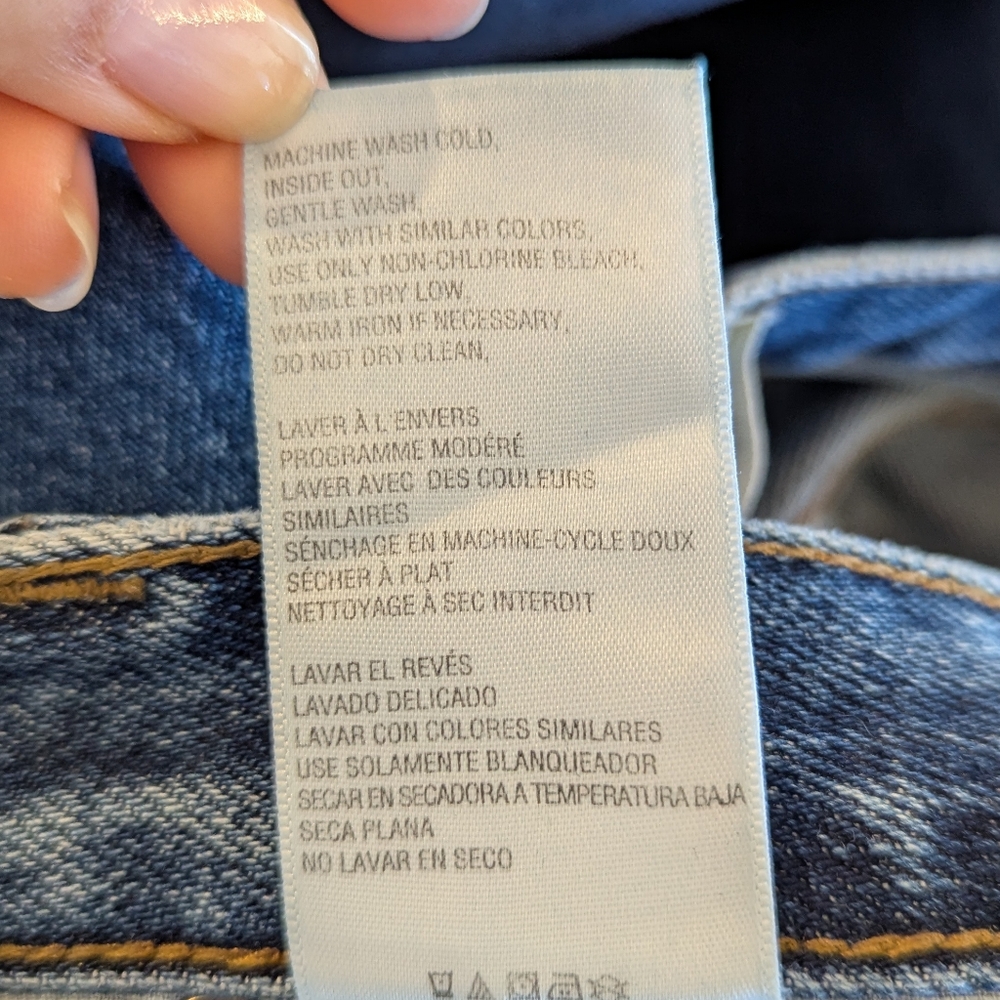 MACHINE WASH COLD,
INSIDE OUT,
GENTLE WASH,
WASH WITH SIMILAR COLORS,
USE ONLY NON-CHLORINE BLEACH,
TUMBLE DRY LOW,
WARM IRON IF NECESSARY,
DO NOT DRY CLEAN,
LAVER À L'ENVERS
PROGRAMME MODÉRÉ
LAVER AVEC DES COULEURS
SIMILAIRES
SÉNCHAGE EN MACHINE-CYCLE DOUX
SÉCHER À PLAT
NETTOYAGE À SEC INTERDIT
LAVAR EL REVÉS
LAVADO DELICADO
LAVAR CON COLORES SIMILARES
USE SOLAMENTE BLANQUEADOR
SECAR EN SECADORA A TEMPERATURA BAJA
SECA PLANA
NO LAVAR EN SECO